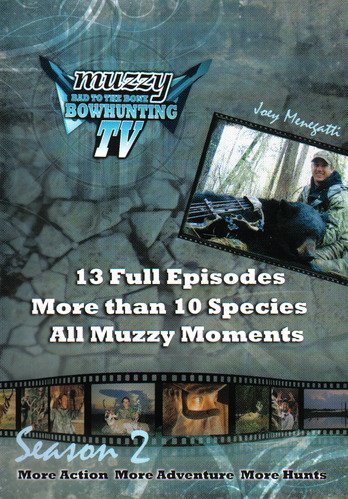 muzzy
BAD TO THE BONE
BOWHUNTING
TV
Joey Menegatti
13 Full Episodes
More than 10 Species
All Muzzy Moments
Season 2
More Action More Adventure More Hunts